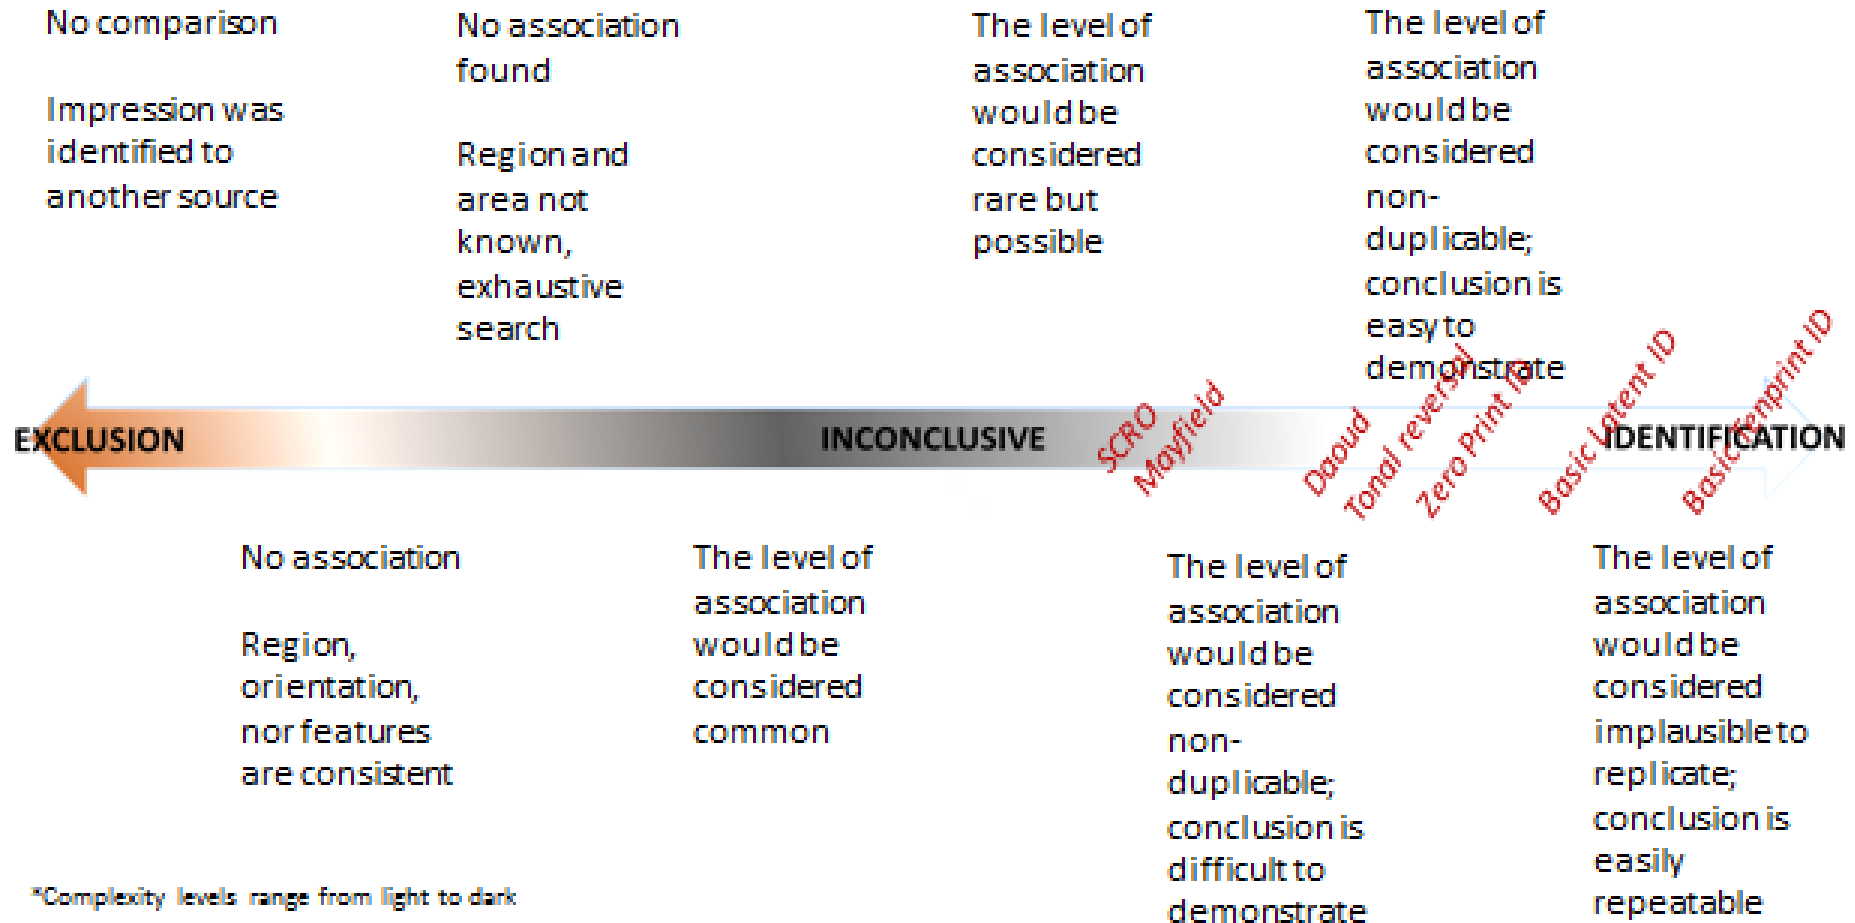 No comparison
Impression was
identified to
another source
No association
found
Region and
area not
known,
exhaustive
search
The level of
association
would be
considered
rare but
possible
The level of
association
would be
considered
non-
duplicable;
conclusion is
easy to
demonstrate
EXCLUSION
INCONCLUSIVE
SCRO
Mayfield
Daoud
Tonal reversal
Zero Print ID
Basic Latent ID
Basic Tenprint ID
IDENTIFICATION
No association
Region,
orientation,
nor features
are consistent
The level of
association
would be
considered
common
The level of
association
would be
considered
non-
duplicable;
conclusion is
difficult to
demonstrate
The level of
association
would be
considered
implausible to
replicate;
conclusion is
easily
repeatable
*Complexity levels range from light to dark